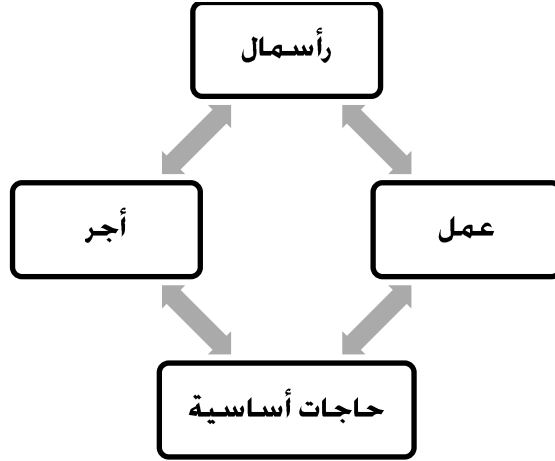 رأسمال
عمل
أجر
حاجات أساسية